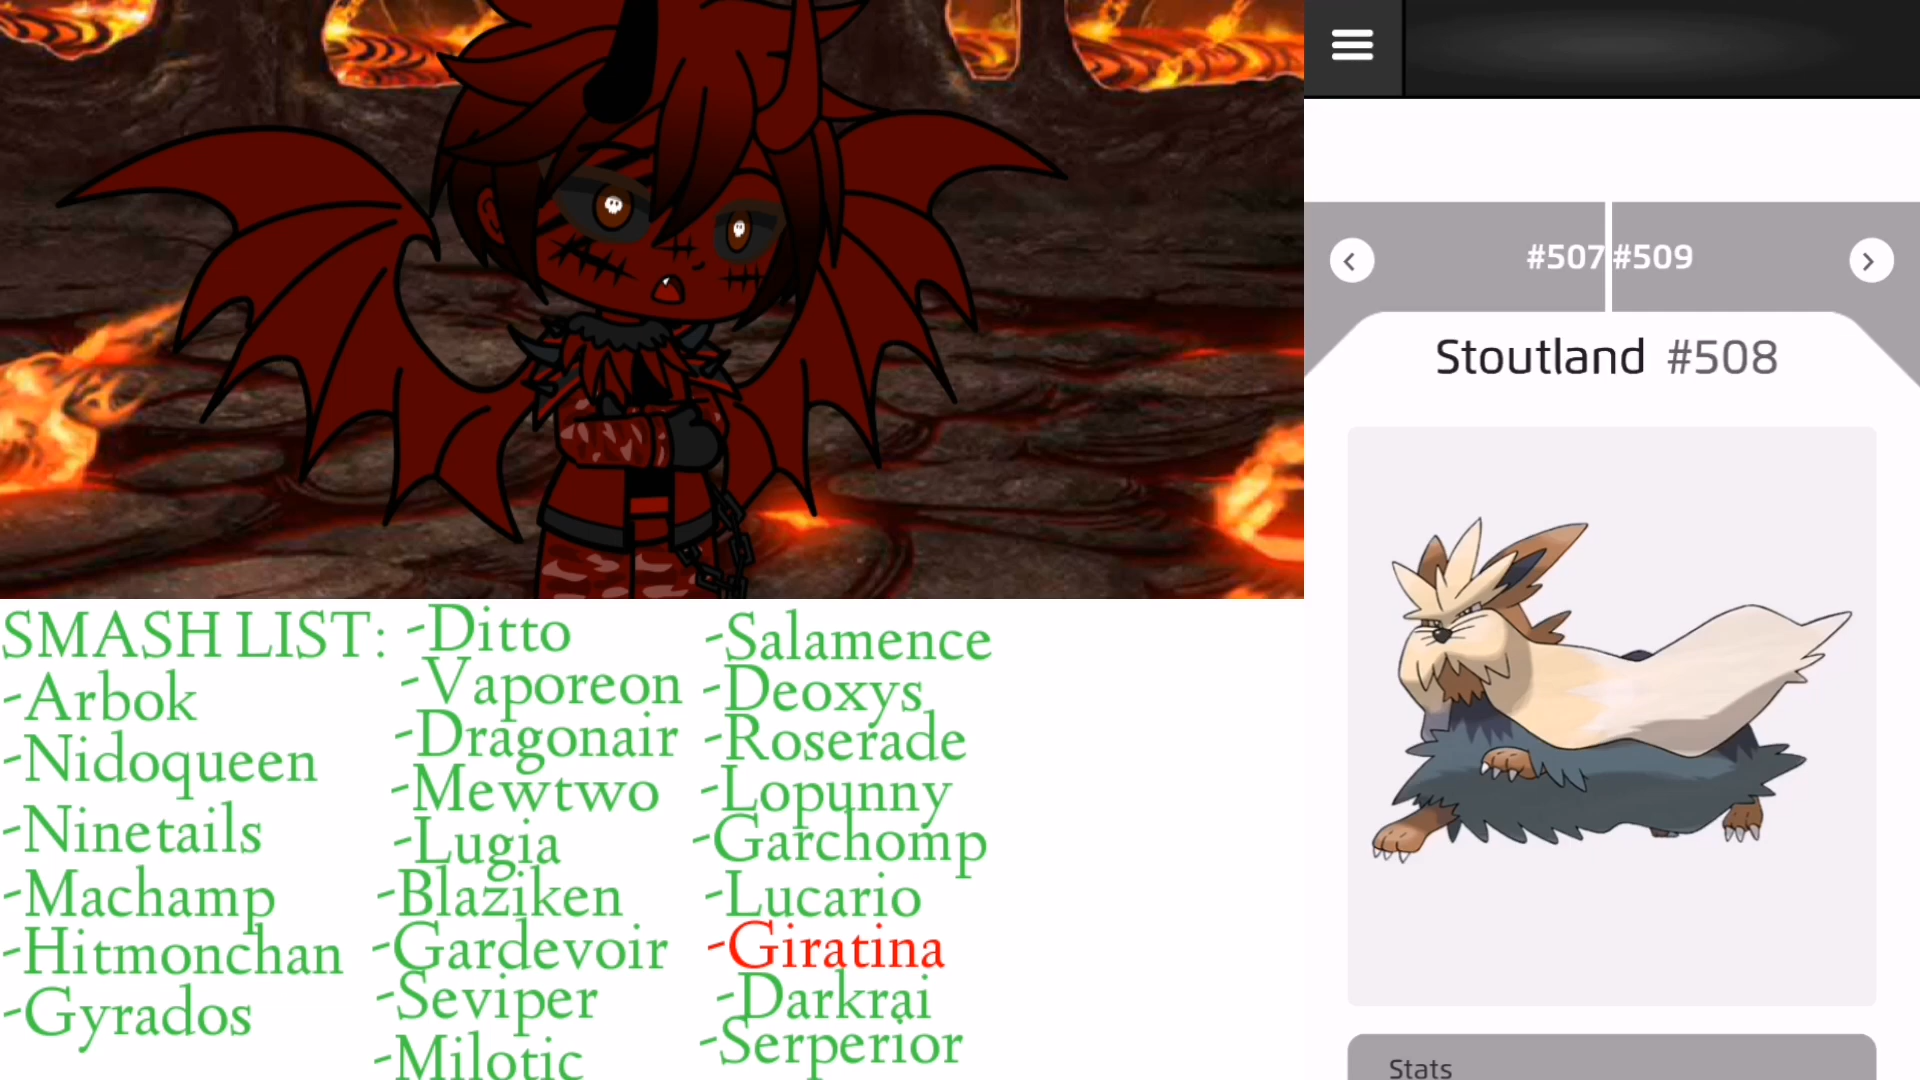 SMASH LIST:
-Arbok
-Nidoqueen
-Ninetails
-Machamp
-Hitmonchan
-Gyrados
-Ditto
-Vaporeon
-Dragonair
-Mewtwo
-Lugia
-Blaziken
-Gardevoir
-Seviper
-Milotic
-Salamence
-Deoxys
-Roserade
-Lopunny
-Garchomp
-Lucario
-Giratina
-Darkrai
-Serperior
#507 #509
Stoutland #508
Stats